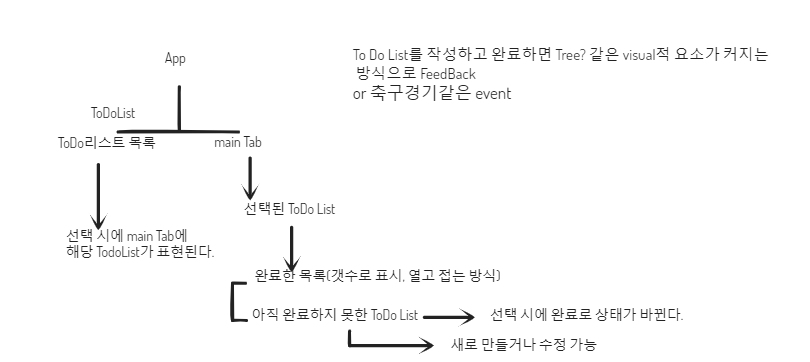 To Do List를 작성하고 완료하면 Tree? 같은 visual적 요소가 커지는
방식으로 FeedBack
or 축구경기같은 event
App
ToDoList
ToDo리스트 목록
main Tab
선택 시에 main Tab에
해당 TodoList가 표현된다.
선택된 ToDo List
완료한 목록(갯수로 표시, 열고 접는 방식)
아직 완료하지 못한 ToDo List
선택 시에 완료로 상태가 바뀐다.
새로 만들거나 수정 가능